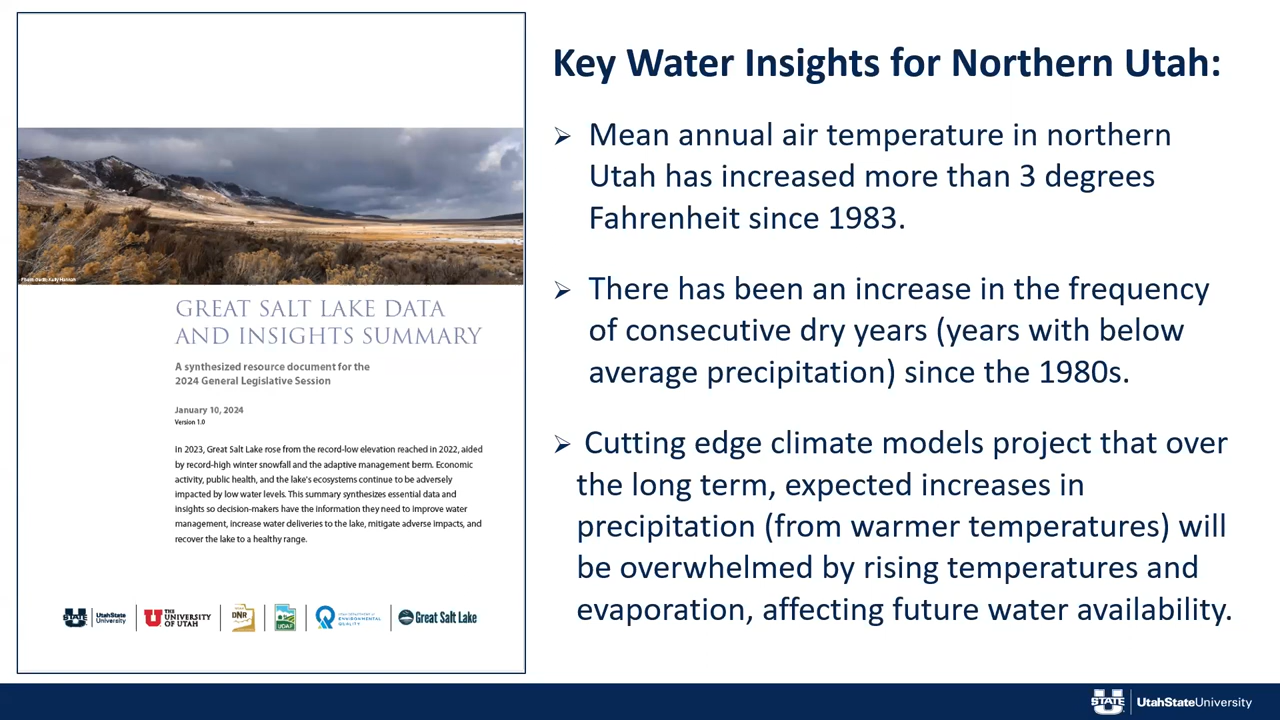 Key Water Insights for Northern Utah:
➢ Mean annual air temperature in northern
Utah has increased more than 3 degrees
Fahrenheit since 1983.
➢ There has been an increase in the frequency
of consecutive dry years (years with below
average precipitation) since the 1980s.
➢ Cutting edge climate models project that over
the long term, expected increases in
precipitation (from warmer temperatures) will
be overwhelmed by rising temperatures and
evaporation, affecting future water availability.
GREAT SALT LAKE DATA
AND INSIGHTS SUMMARY
A synthesized resource document for the
2024 General Legislative Session
January 10, 2024
Version 1.0
In 2023, Great Salt Lake rose from the record-low elevation reached in 2022, aided
by record-high winter snowfall and the adaptive management berm. Economic
activity, public health, and the lake's ecosystems continue to be adversely
impacted by low water levels. This summary synthesizes essential data and
insights so decision-makers have the information they need to improve water
management, increase water deliveries to the lake, mitigate adverse impacts, and
recover the lake to a healthy range.
STATE UtahState University
THE UNIVERSITY OF UTAH
DNR
UDAF
ENVIRONMENTAL QUALITY
Great Salt Lake
STATE UtahStateUniversity